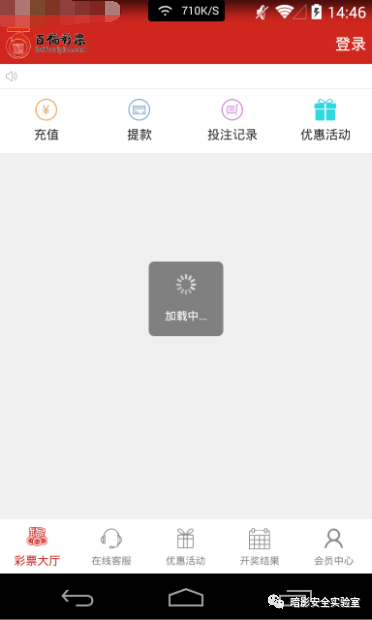 710K/S
14:46
百福彩票
登录
充值
提款
投注记录
优惠活动
加载中...
彩票大厅
在线客服
优惠活动
开奖结果
会员中心
暗影安全实验室